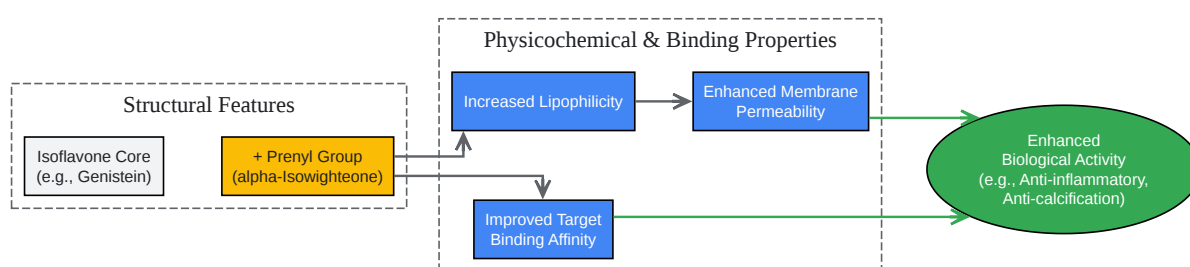 Structural Features
Isoflavone Core
(e.g., Genistein)
+ Prenyl Group
(alpha-Isowighteone)
Physicochemical & Binding Properties
Increased Lipophilicity
Enhanced Membrane
Permeability
Improved Target
Binding Affinity
Enhanced
Biological Activity
(e.g., Anti-inflammatory,
Anti-calcification)